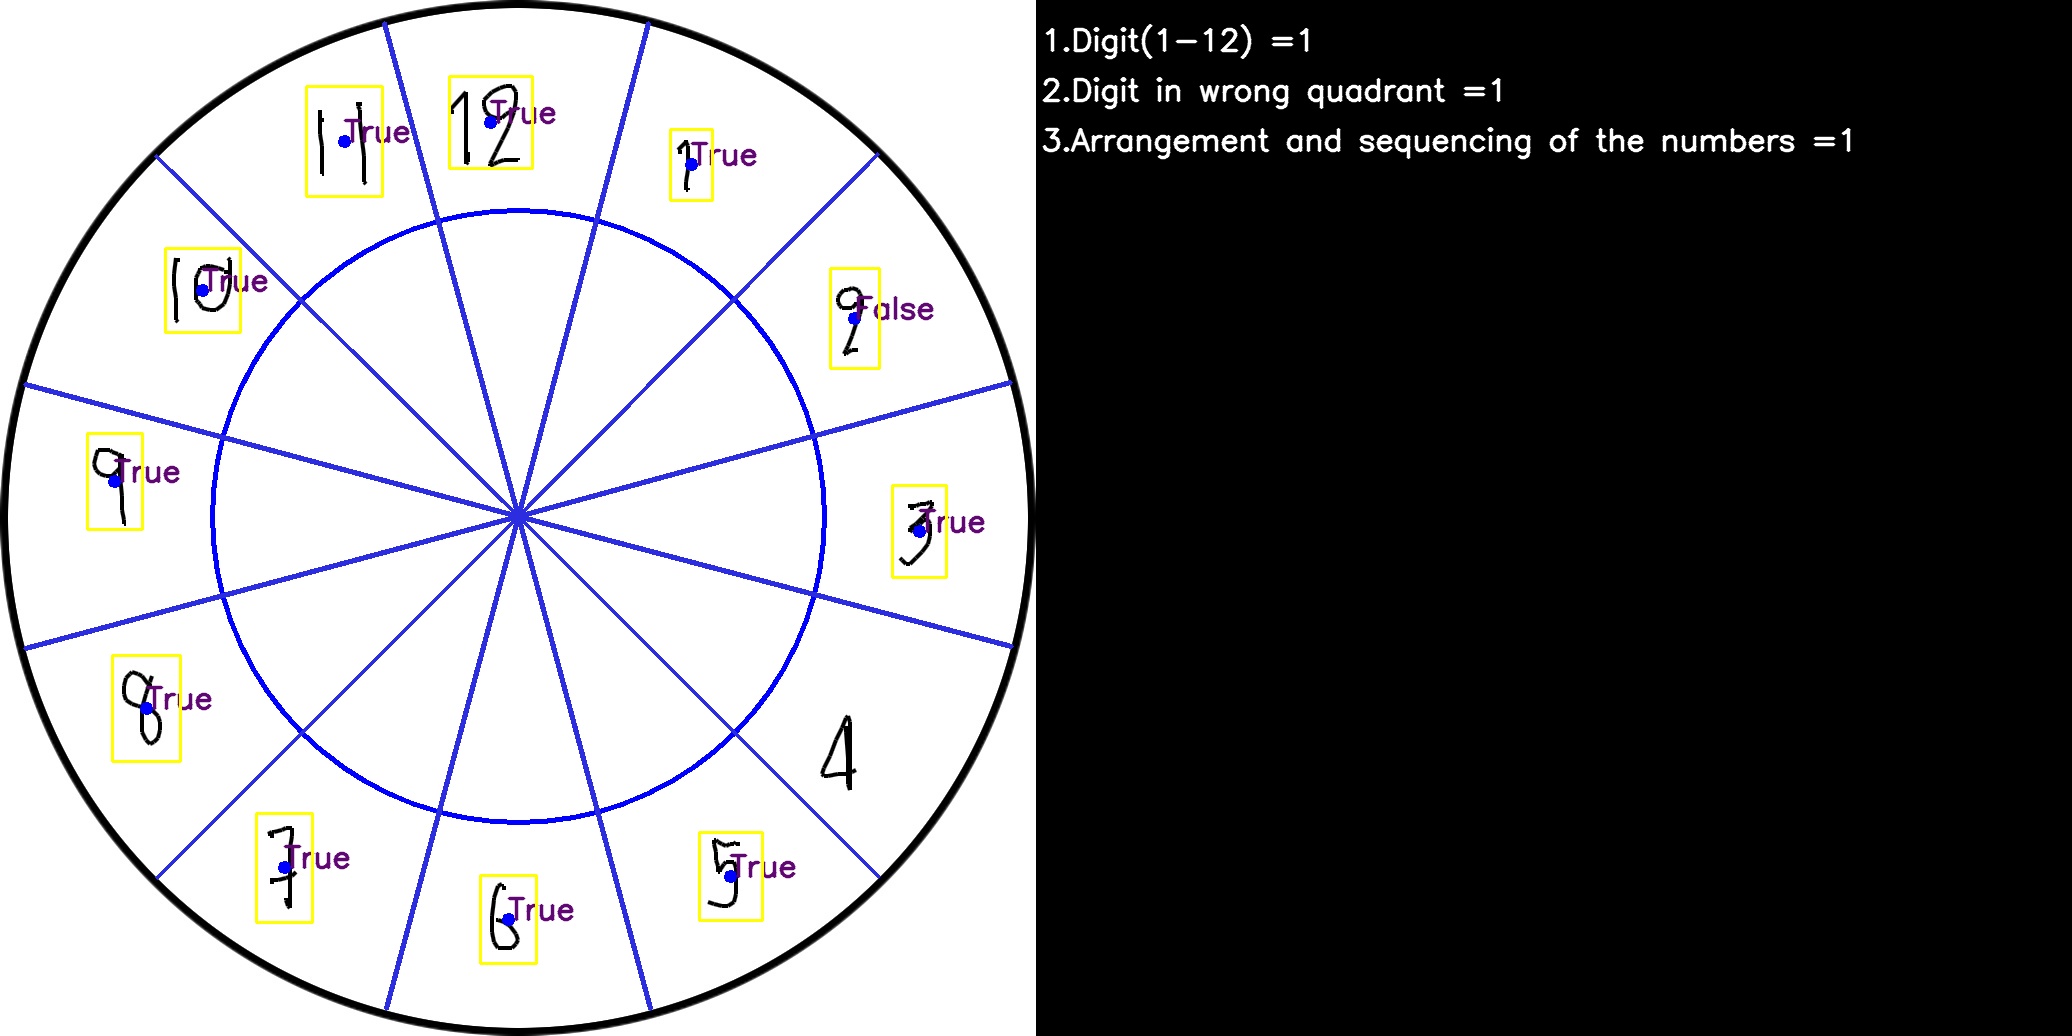 12 True
11 True
1 True
10 True
2 False
9 True
3 True
8 True
4
7 True
5 True
6 True
1.Digit(1-12) =1
2.Digit in wrong quadrant =1
3.Arrangement and sequencing of the numbers =1